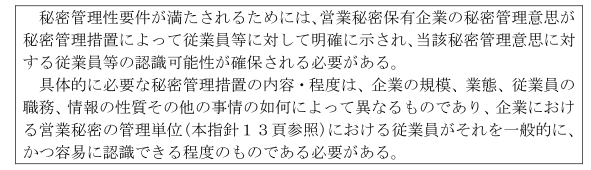 秘密管理性要件が満たされるためには、営業秘密保有企業の秘密管理意思が
秘密管理措置によって従業員等に対して明確に示され、当該秘密管理意思に対
する従業員等の認識可能性が確保される必要がある。
　具体的に必要な秘密管理措置の内容・程度は、企業の規模、業態、従業員の
職務、情報の性質その他の事情の如何によって異なるものであり、企業におけ
る営業秘密の管理単位（本指針１３頁参照）における従業員がそれを一般的に、
かつ容易に認識できる程度のものである必要がある。